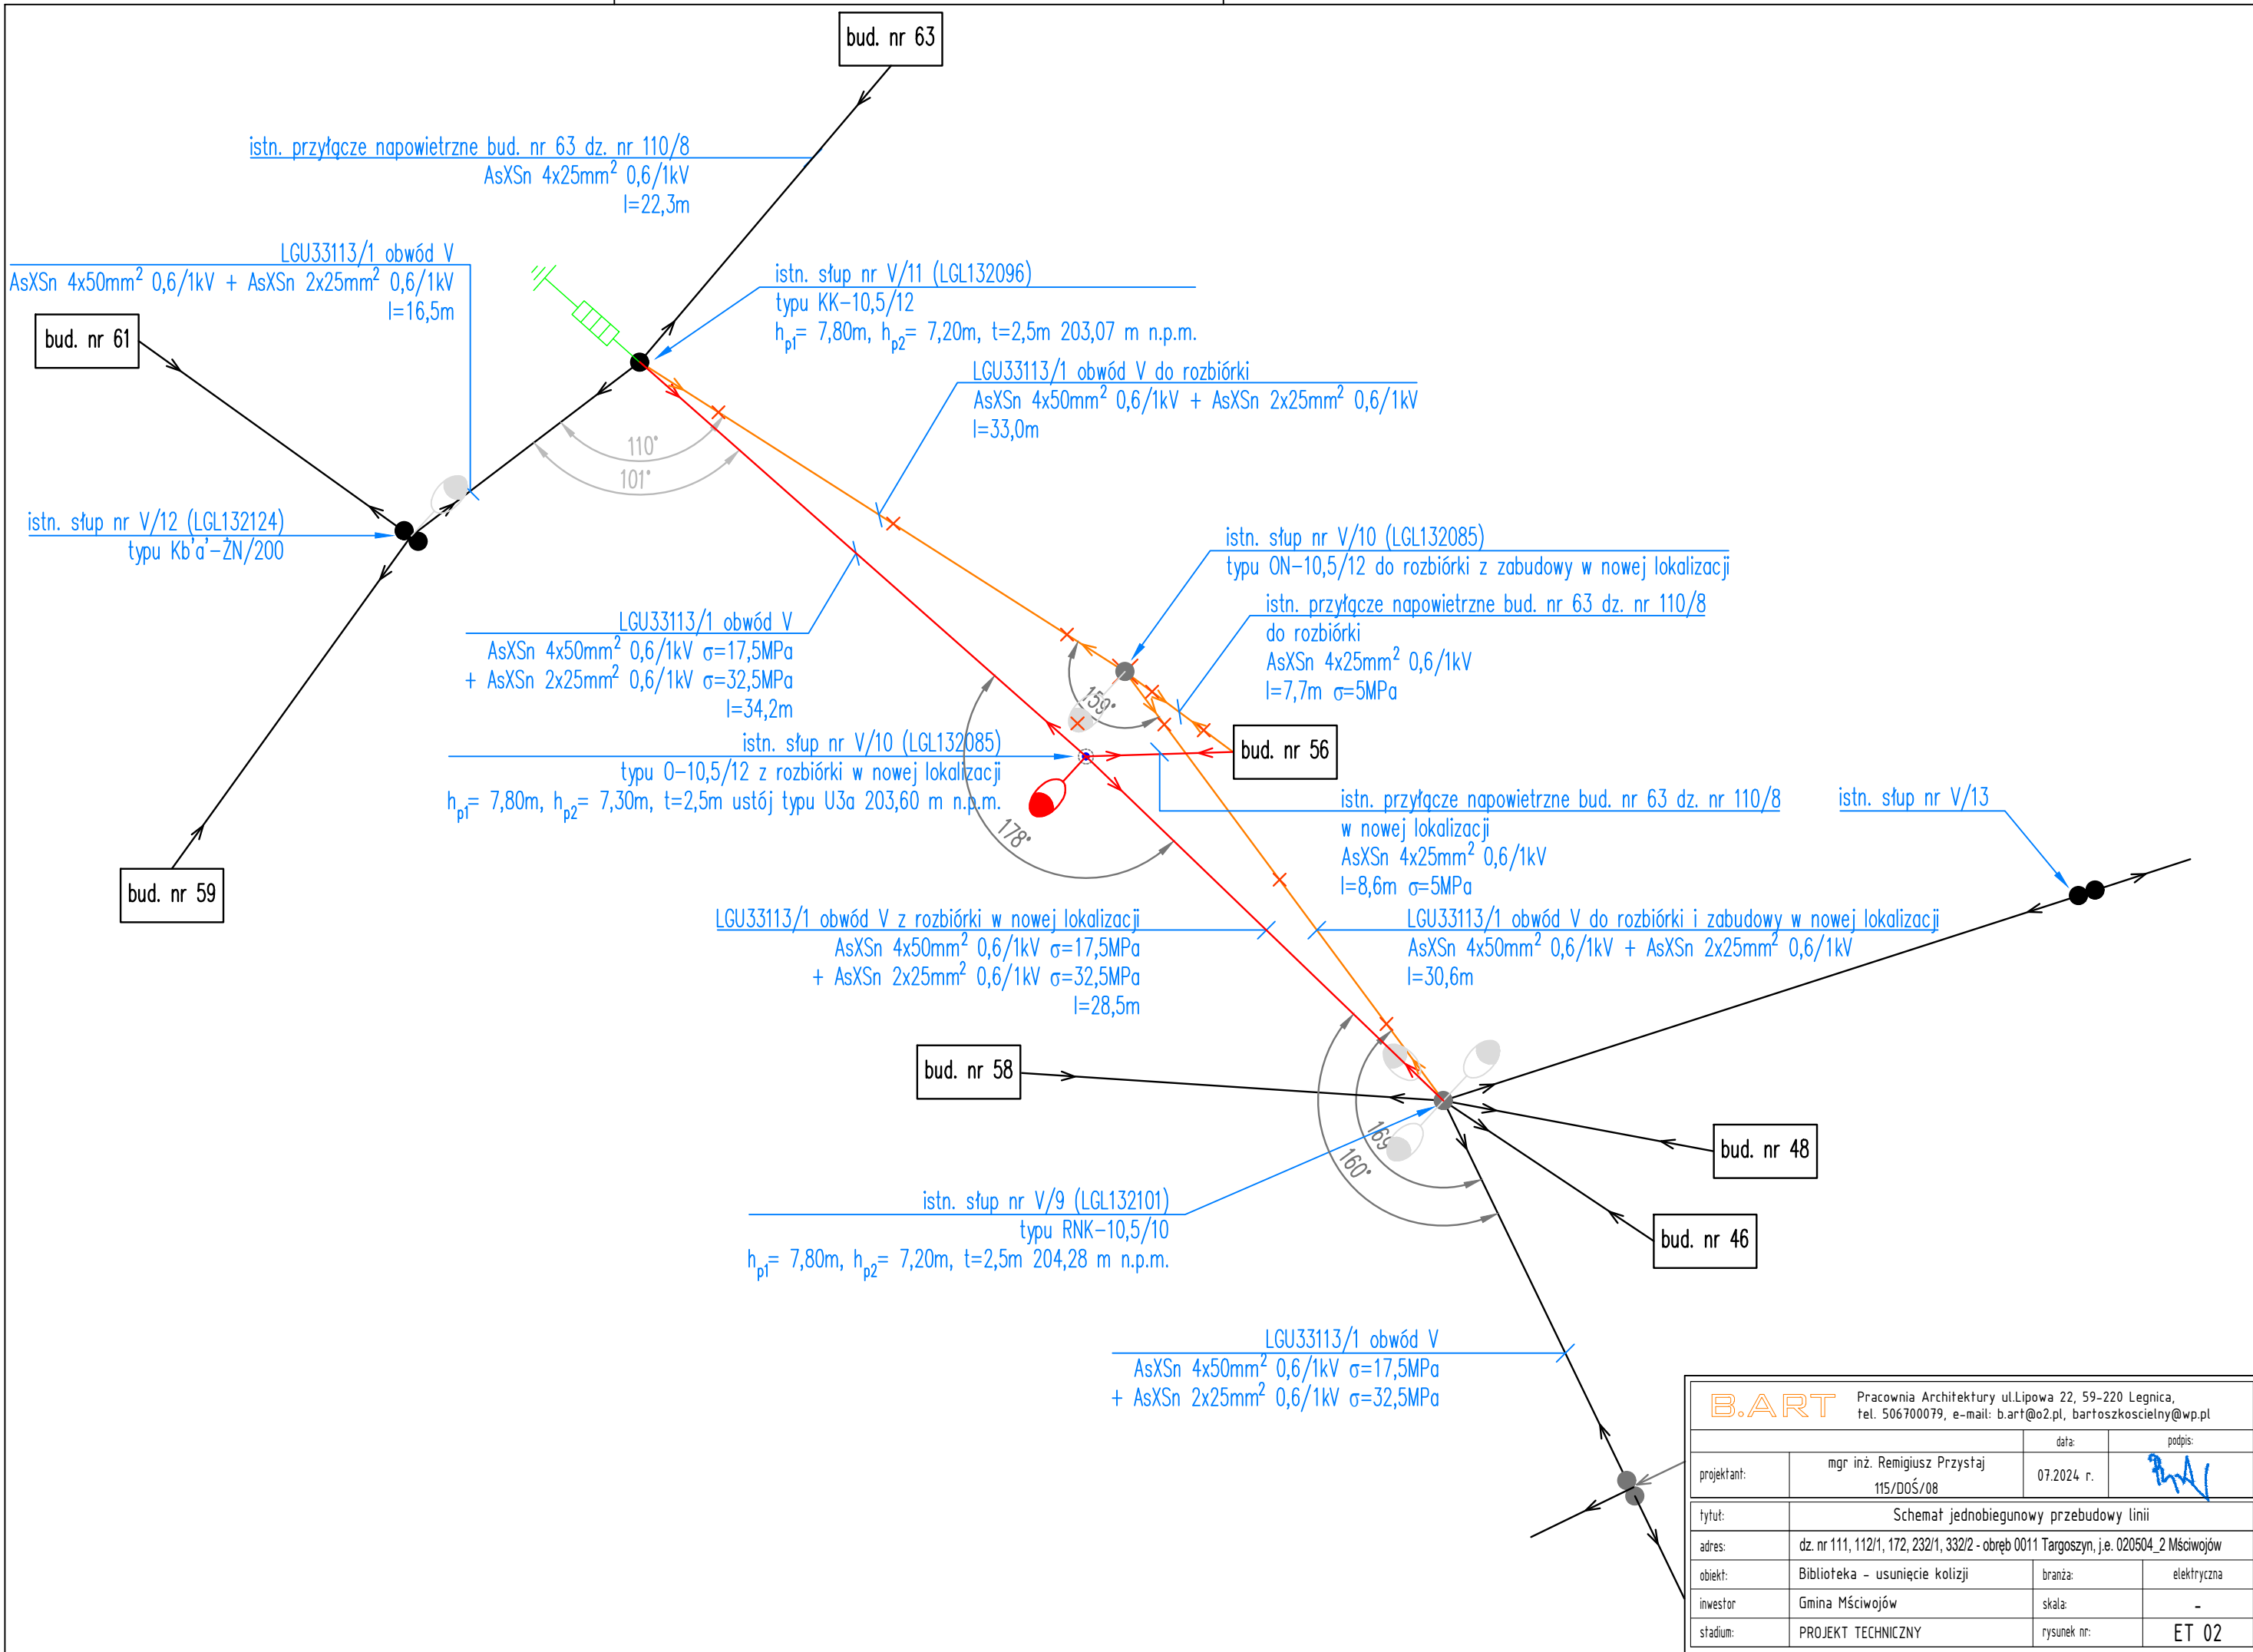 bud. nr 63
istn. przyłącze napowietrzne bud. nr 63 dz. nr 110/8
AsXSn 4x25mm² 0,6/1kV
l=22,3m
LGU33113/1 obwód V
AsXSn 4x50mm² 0,6/1kV + AsXSn 2x25mm² 0,6/1kV
l=16,5m
bud. nr 61
istn. słup nr V/11 (LGL132096)
typu KK-10,5/12
hp1= 7,80m, hp2= 7,20m, t=2,5m 203,07 m n.p.m.
LGU33113/1 obwód V do rozbiórki
AsXSn 4x50mm² 0,6/1kV + AsXSn 2x25mm² 0,6/1kV
l=33,0m
110°
101°
istn. słup nr V/12 (LGL132124)
typu Kb'a'-ŻN/200
istn. słup nr V/10 (LGL132085)
typu ON-10,5/12 do rozbiórki z zabudowy w nowej lokalizacji
istn. przyłącze napowietrzne bud. nr 63 dz. nr 110/8
do rozbiórki
AsXSn 4x25mm² 0,6/1kV
l=7,7m σ=5MPa
LGU33113/1 obwód V
AsXSn 4x50mm² 0,6/1kV σ=17,5MPa
+ AsXSn 2x25mm² 0,6/1kV σ=32,5MPa
l=34,2m
159°
istn. słup nr V/10 (LGL132085)
typu O-10,5/12 z rozbiórki w nowej lokalizacji
hp1= 7,80m, hp2= 7,30m, t=2,5m ustój typu U3a 203,60 m n.p.m.
bud. nr 56
178°
istn. przyłącze napowietrzne bud. nr 63 dz. nr 110/8
w nowej lokalizacji
AsXSn 4x25mm² 0,6/1kV
l=8,6m σ=5MPa
istn. słup nr V/13
bud. nr 59
LGU33113/1 obwód V z rozbiórki w nowej lokalizacji
AsXSn 4x50mm² 0,6/1kV σ=17,5MPa
+ AsXSn 2x25mm² 0,6/1kV σ=32,5MPa
l=28,5m
LGU33113/1 obwód V do rozbiórki i zabudowy w nowej lokalizacji
AsXSn 4x50mm² 0,6/1kV + AsXSn 2x25mm² 0,6/1kV
l=30,6m
bud. nr 58
169
160°
bud. nr 48
bud. nr 46
istn. słup nr V/9 (LGL132101)
typu RNK-10,5/10
hp1= 7,80m, hp2= 7,20m, t=2,5m 204,28 m n.p.m.
LGU33113/1 obwód V
AsXSn 4x50mm² 0,6/1kV σ=17,5MPa
+ AsXSn 2x25mm² 0,6/1kV σ=32,5MPa
B.ART
Pracownia Architektury ul.Lipowa 22, 59-220 Legnica,
tel. 506700079, e-mail: b.art@o2.pl, bartoszkoscielny@wp.pl
data: podpis:
projektant: mgr inż. Remigiusz Przystaj 07.2024 r.
115/DOŚ/08
tytuł: Schemat jednobiegunowy przebudowy linii
adres: dz. nr 111, 112/1, 172, 232/1, 332/2 - obręb 0011 Targoszyn, j.e. 020504_2 Mściwojów
obiekt: Biblioteka - usunięcie kolizji branża: elektryczna
inwestor Gmina Mściwojów skala: -
stadium: PROJEKT TECHNICZNY rysunek nr: ET 02